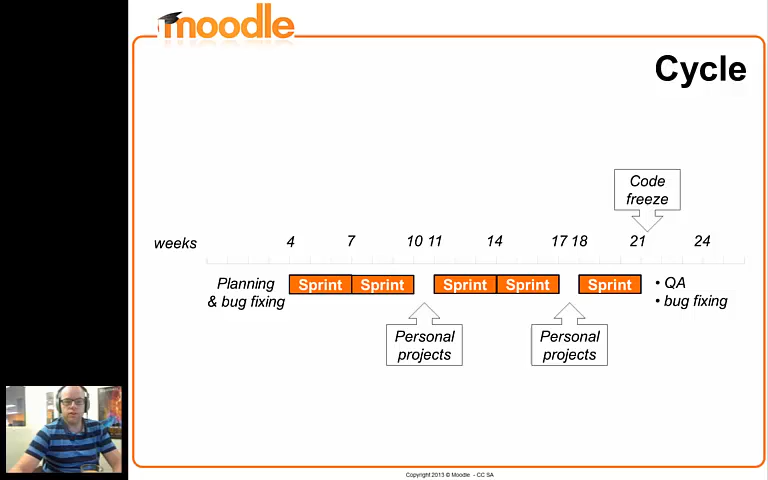 moodle
Cycle
Code
freeze
weeks 4 7 10 11 14 17 18 21 24
Planning
& bug fixing
Sprint Sprint Sprint Sprint Sprint
• QA
• bug fixing
Personal
projects
Personal
projects
Copyright 2013 © Moodle - CC SA